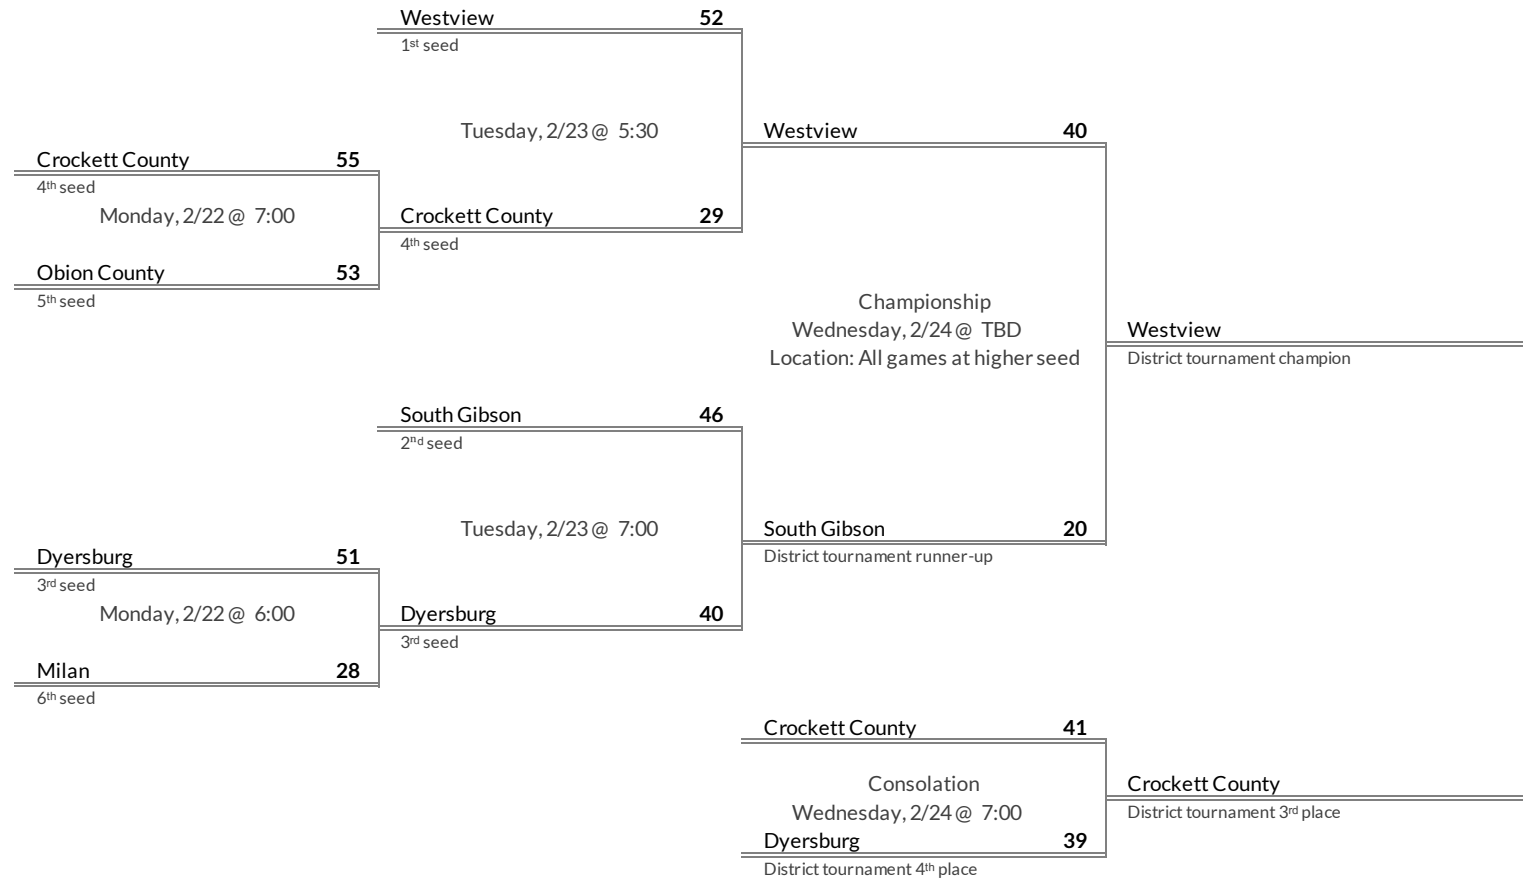 Westview 52
1st seed
Tuesday, 2/23 @ 5:30
Westview 40
Crockett County 55
4th seed
Monday, 2/22 @ 7:00
Crockett County 29
4th seed
Obion County 53
5th seed
Championship
Wednesday, 2/24 @ TBD
Location: All games at higher seed
Westview
District tournament champion
South Gibson 46
2nd seed
Tuesday, 2/23 @ 7:00
South Gibson 20
District tournament runner-up
Dyersburg 51
3rd seed
Monday, 2/22 @ 6:00
Dyersburg 40
3rd seed
Milan 28
6th seed
Crockett County 41
Consolation
Wednesday, 2/24 @ 7:00
Crockett County
District tournament 3rd place
Dyersburg 39
District tournament 4th place